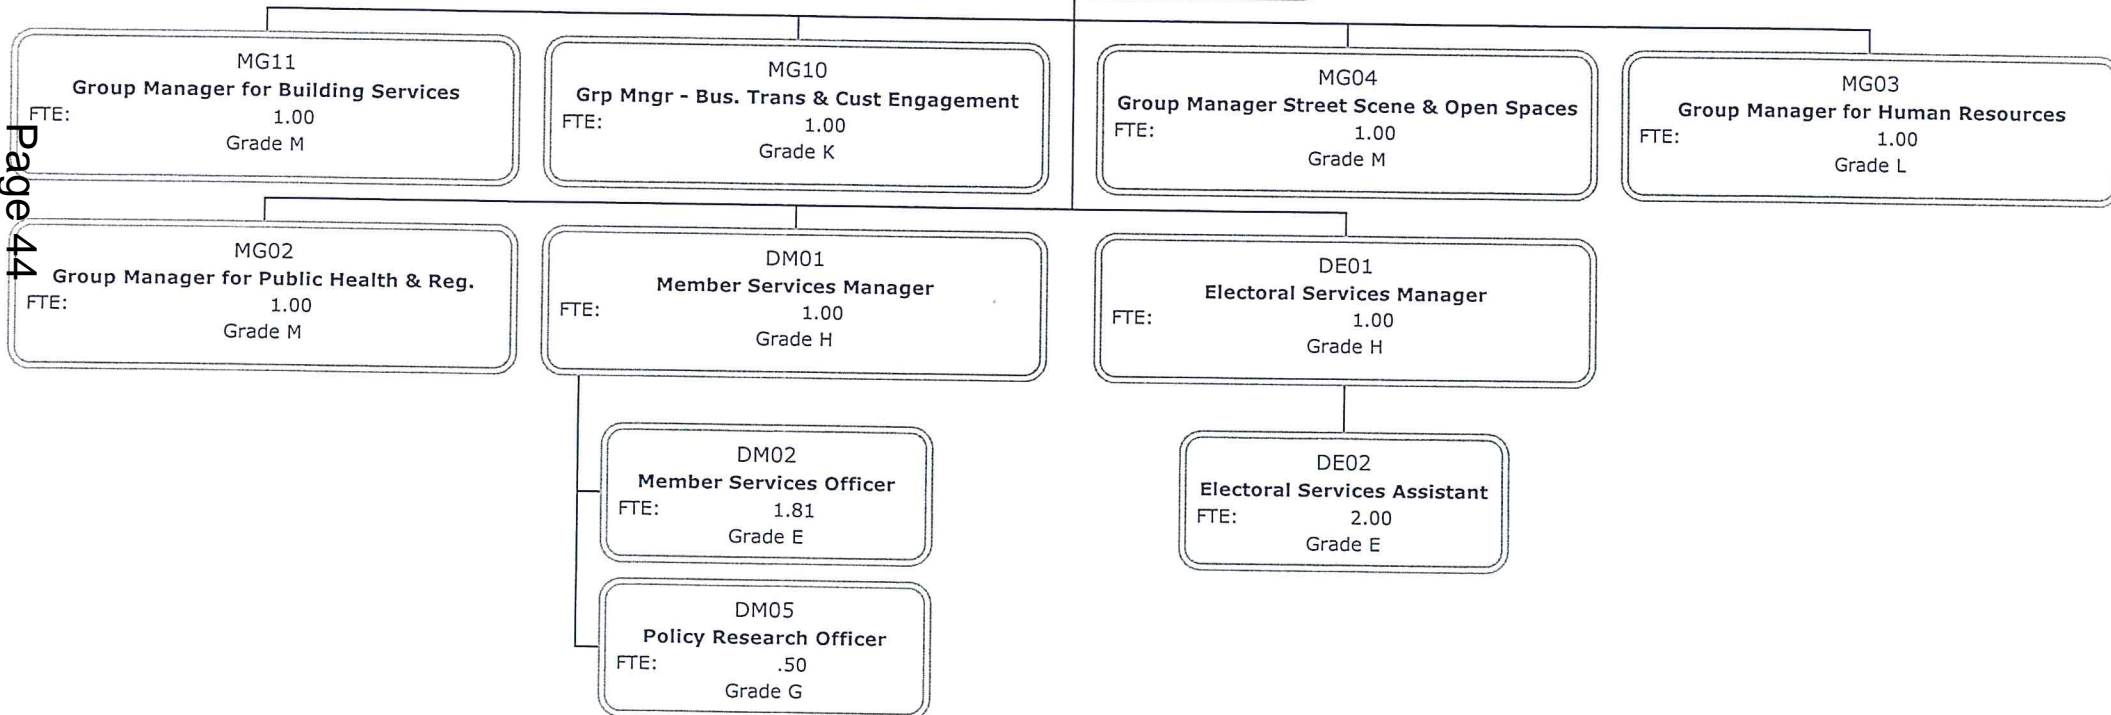 MG11
Group Manager for Building Services
FTE: 1.00
Grade M
MG10
Grp Mngr - Bus. Trans & Cust Engagement
FTE: 1.00
Grade K
MG04
Group Manager Street Scene & Open Spaces
FTE: 1.00
Grade M
MG03
Group Manager for Human Resources
FTE: 1.00
Grade L
Page 44
MG02
Group Manager for Public Health & Reg.
FTE: 1.00
Grade M
DM01
Member Services Manager
FTE: 1.00
Grade H
DE01
Electoral Services Manager
FTE: 1.00
Grade H
DM02
Member Services Officer
FTE: 1.81
Grade E
DE02
Electoral Services Assistant
FTE: 2.00
Grade E
DM05
Policy Research Officer
FTE: .50
Grade G